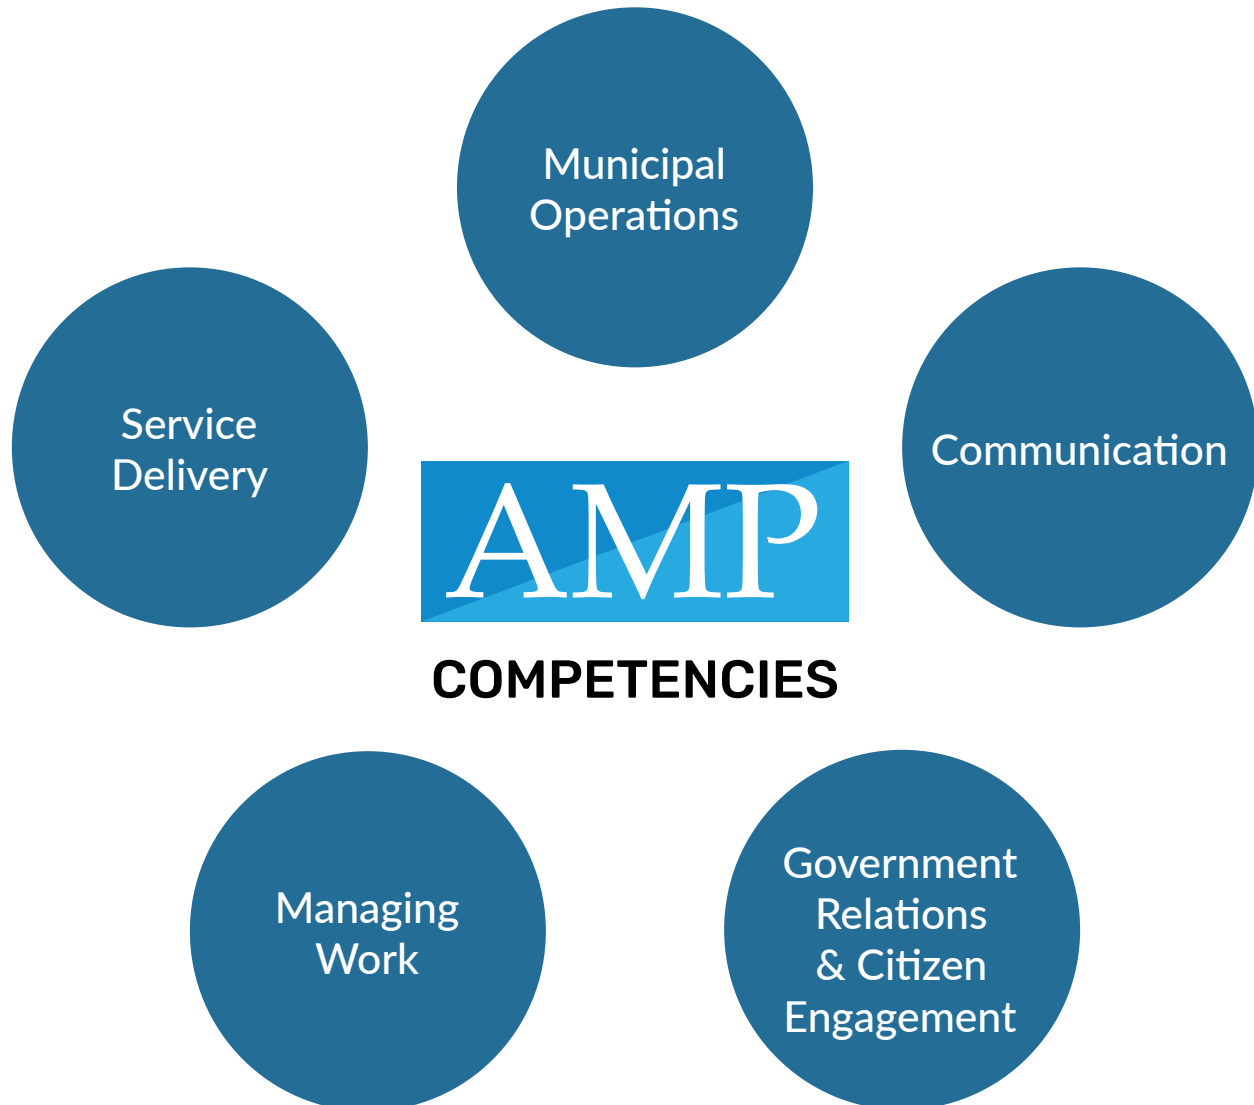 Municipal
Operations
Service
Delivery
Communication
AMP
COMPETENCIES
Managing
Work
Government
Relations
& Citizen
Engagement